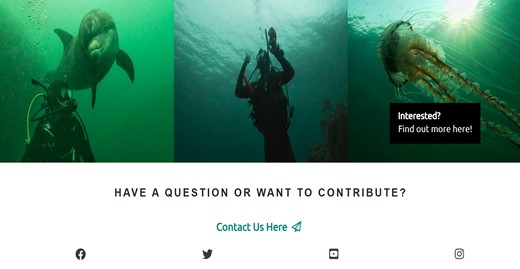 Interested?
Find out more here!
HAVE A QUESTION OR WANT TO CONTRIBUTE?
Contact Us Here